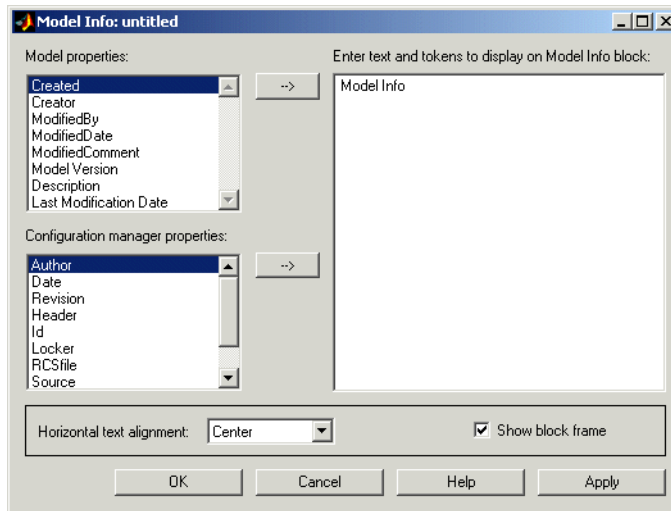 Model Info: untitled
Model properties:
Created
Creator
ModifiedBy
ModifiedDate
ModifiedComment
Model Version
Description
Last Modification Date
-->
Enter text and tokens to display on Model Info block:
Model Info
Configuration manager properties:
Author
Date
Revision
Header
Id
Locker
RCSfile
Source
-->
Horizontal text alignment: Center
Show block frame
OK Cancel Help Apply